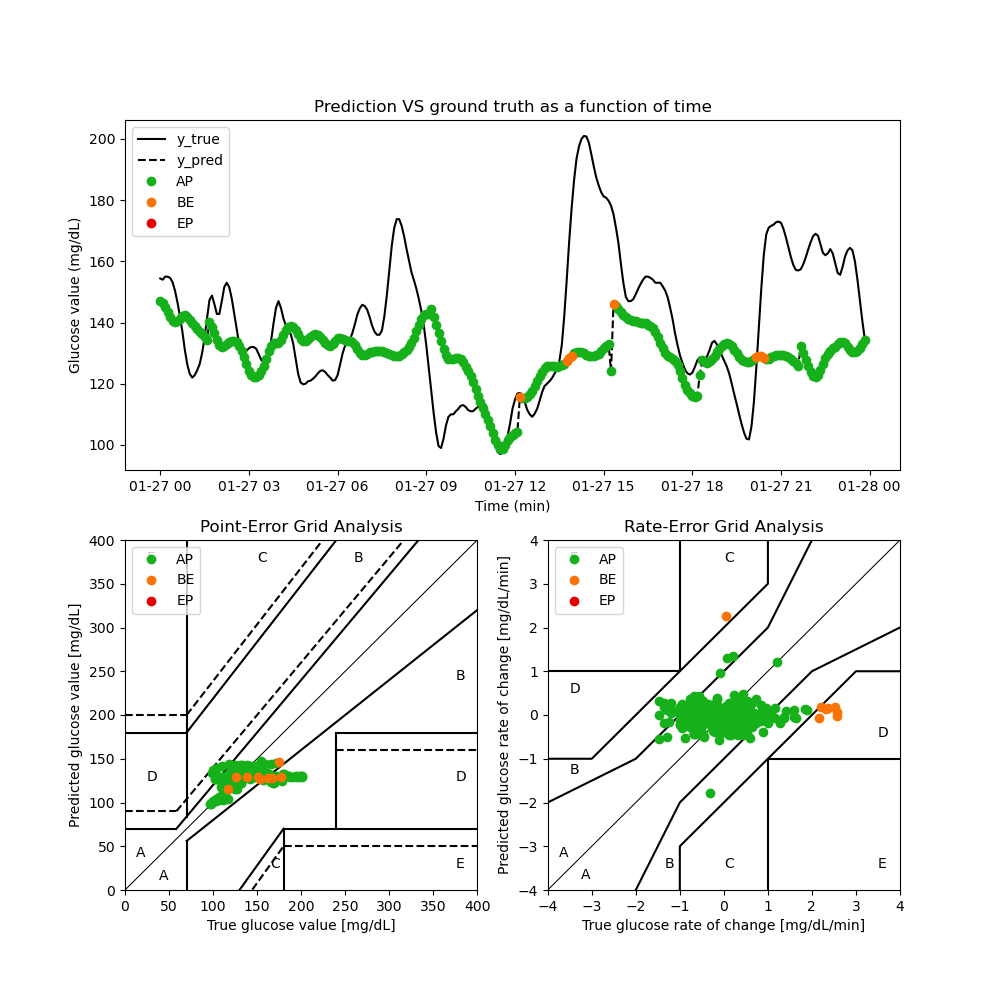 Prediction VS ground truth as a function of time
Glucose value (mg/dL)
200
180
160
140
120
100
y_true
y_pred
AP
BE
EP
01-27 00 01-27 03 01-27 06 01-27 09 01-27 12 01-27 15 01-27 18 01-27 21 01-28 00
Time (min)
Point-Error Grid Analysis
Predicted glucose value [mg/dL]
400
350
300
250
200
150
100
50
0
AP
BE
EP
C
B
B
D
D
A
A
C
E
0 50 100 150 200 250 300 350 400
True glucose value [mg/dL]
Rate-Error Grid Analysis
Predicted glucose rate of change [mg/dL/min]
4
3
2
1
0
−1
−2
−3
−4
AP
BE
EP
C
D
D
B
A
A
B
C
E
−4 −3 −2 −1 0 1 2 3 4
True glucose rate of change [mg/dL/min]